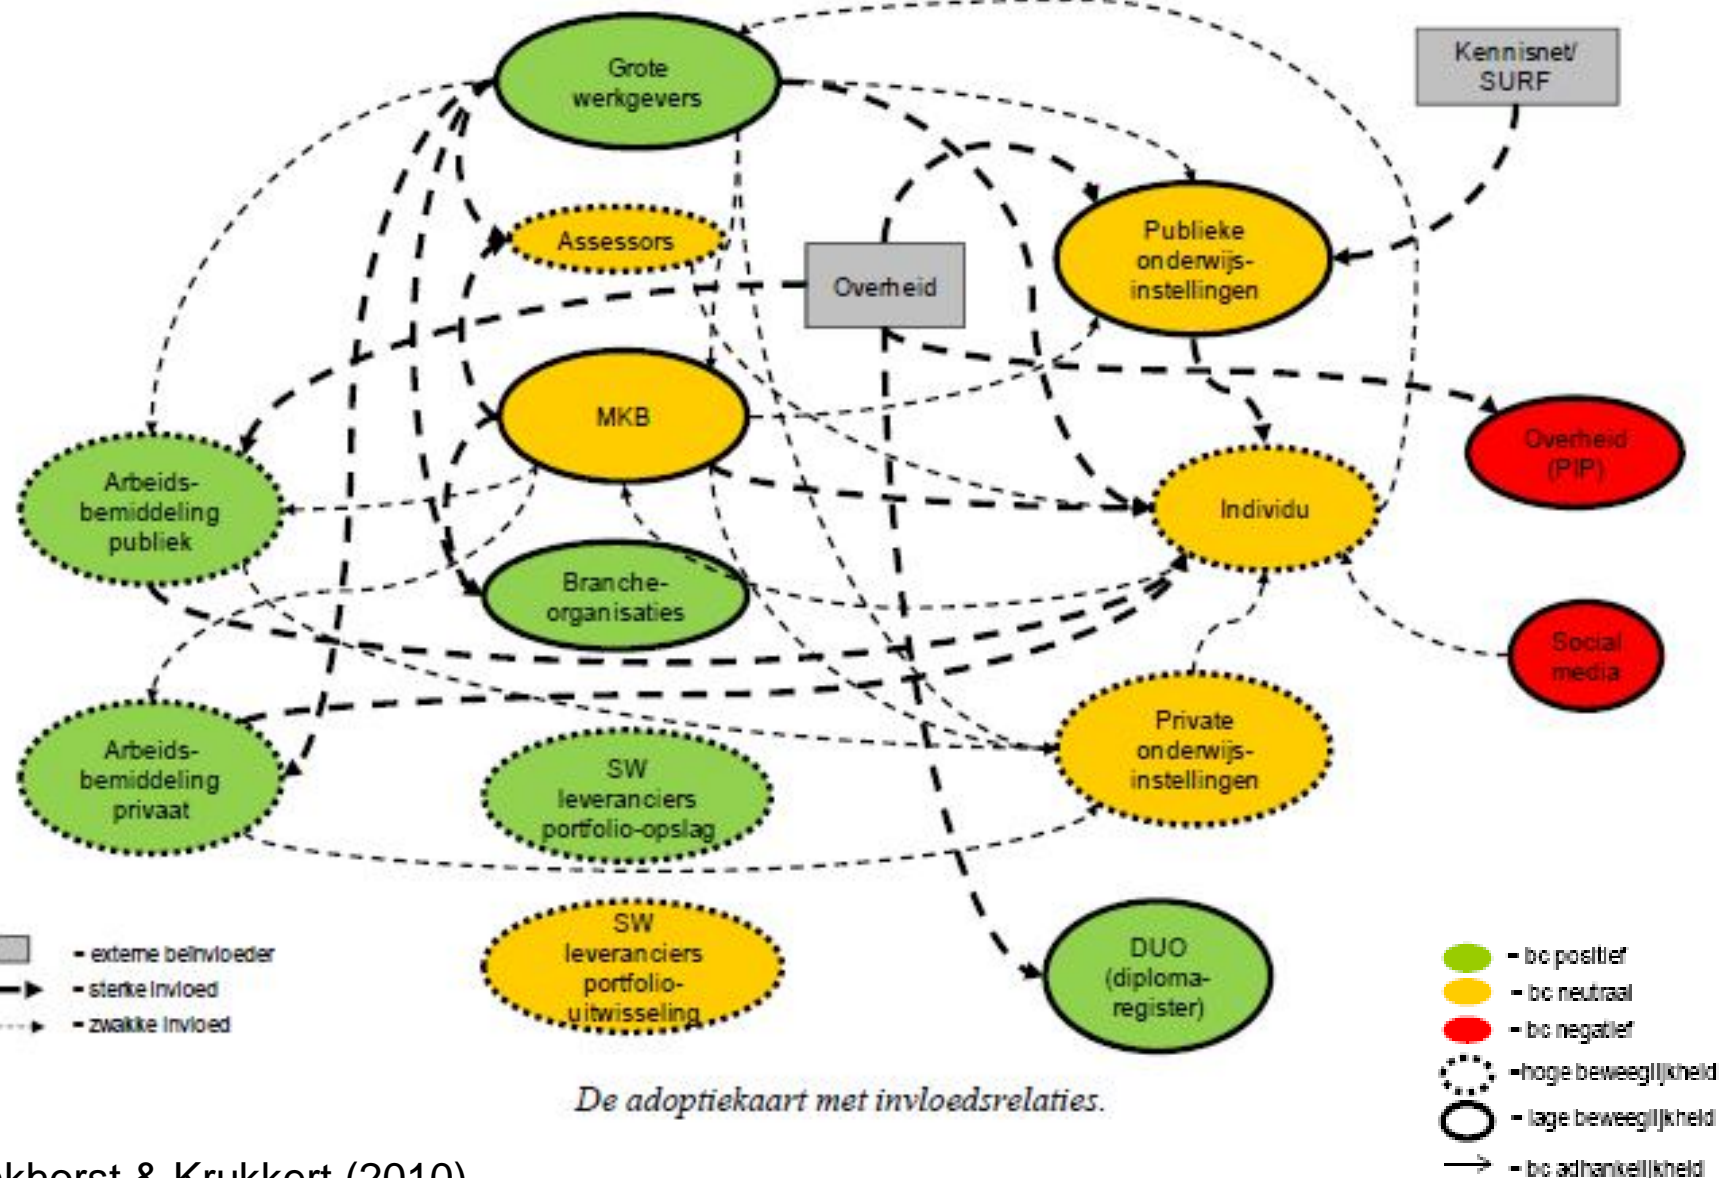 Grote
werkgevers
Kennisnet/
SURF
Assessors
Publieke
onderwijs-
instellingen
Overheid
MKB
Overheid
(PIP)
Arbeids-
bemiddeling
publiek
Individu
Branche-
organisaties
Social
media
Arbeids-
bemiddeling
privaat
SW
leveranciers
portfolio-opslag
Private
onderwijs-
instellingen
SW
leveranciers
portfolio-
uitwisseling
DUO
(diploma-
register)
- externe beïnvloeder
- sterke invloed
- zwakke invloed
- bc positief
- bc neutraal
- bc negatief
-hoge beweeglijkheid
- lage beweeglijkheid
- bc adhankelijkheid
De adoptiekaart met invloedsrelaties.
& Krukkert (2010)